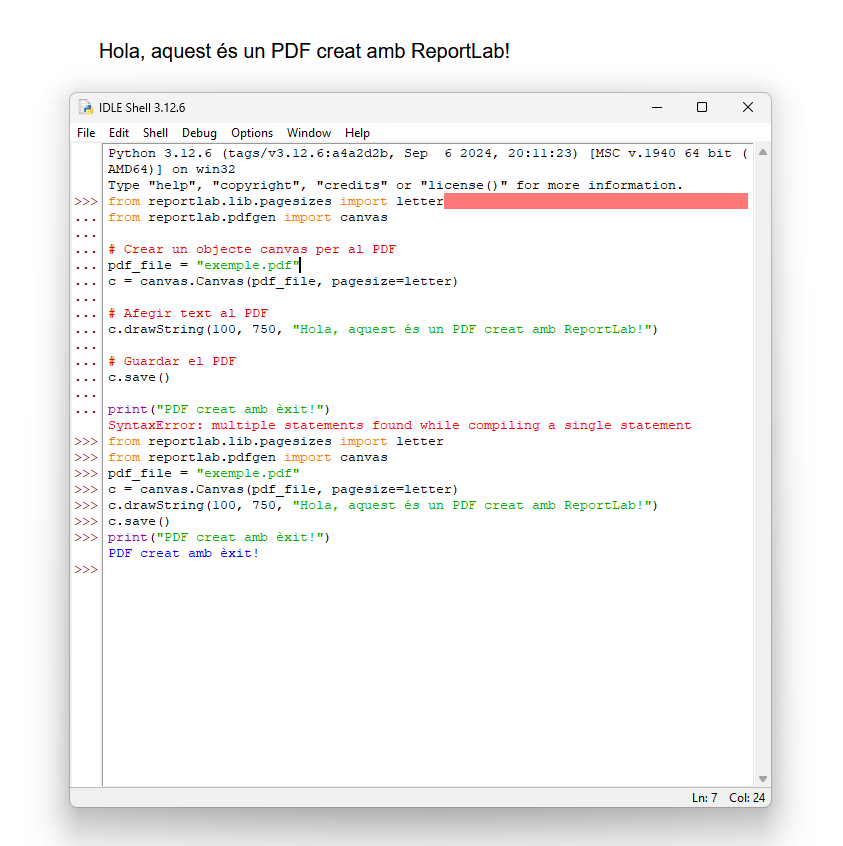 Hola, aquest és un PDF creat amb ReportLab!
IDLE Shell 3.12.6
File Edit Shell Debug Options Window Help
Python 3.12.6 (tags/v3.12.6:a4a2d2b, Sep  6 2024, 20:11:23) [MSC v.1940 64 bit (
AMD64)] on win32
Type "help", "copyright", "credits" or "license()" for more information.
>>> from reportlab.lib.pagesizes import letter
... from reportlab.pdfgen import canvas
...
... # Crear un objecte canvas per al PDF
... pdf_file = "exemple.pdf"
... c = canvas.Canvas(pdf_file, pagesize=letter)
...
... # Afegir text al PDF
... c.drawString(100, 750, "Hola, aquest és un PDF creat amb ReportLab!")
...
... # Guardar el PDF
... c.save()
...
... print("PDF creat amb èxit!")
SyntaxError: multiple statements found while compiling a single statement
>>> from reportlab.lib.pagesizes import letter
>>> from reportlab.pdfgen import canvas
>>> pdf_file = "exemple.pdf"
>>> c = canvas.Canvas(pdf_file, pagesize=letter)
>>> c.drawString(100, 750, "Hola, aquest és un PDF creat amb ReportLab!")
>>> c.save()
>>> print("PDF creat amb èxit!")
PDF creat amb èxit!
>>>
Ln: 7 Col: 24